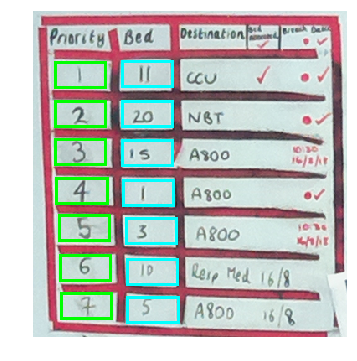 Priority Bed Destination Bed allocated Breach
1 11 CCU ✓ • ✓
2 20 NBT • ✓
3 15 A800 10:30 16/8/18
4 1 A800 • ✓
5 3 A800 10:30 16/8/18
6 10 Resp Med 16/8
7 5 A800 16/8